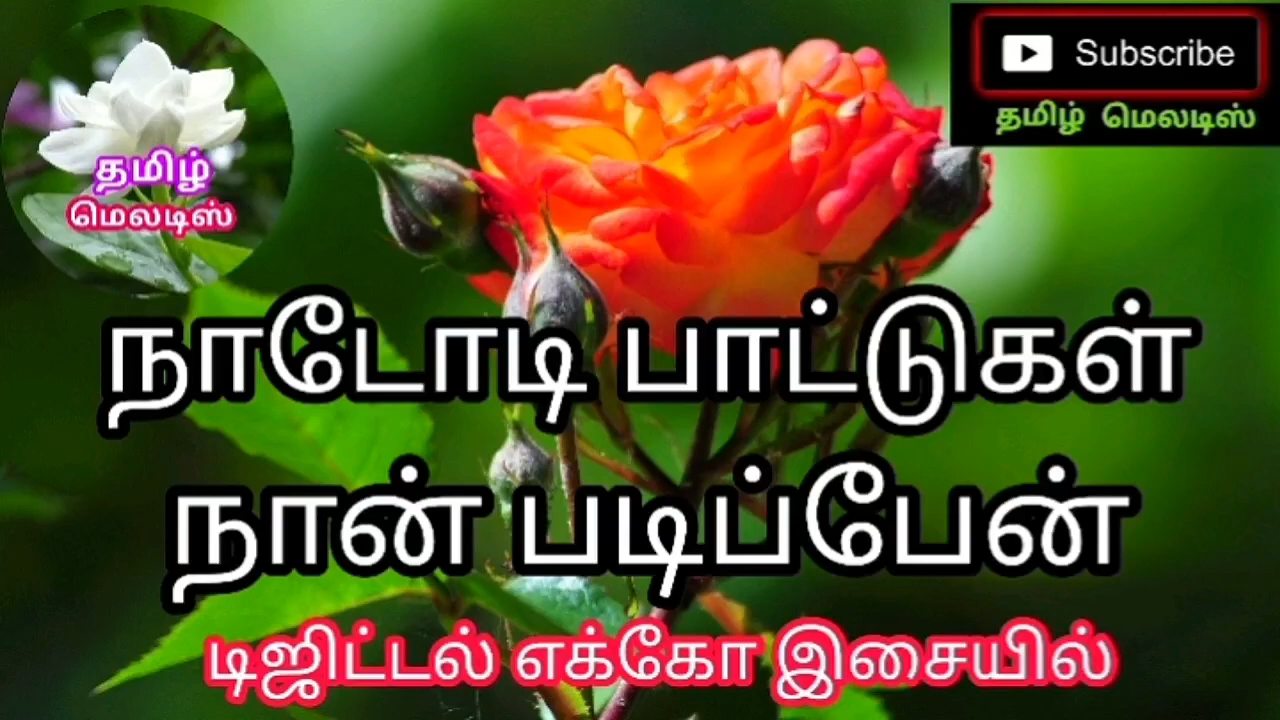 தமிழ்
மெலடிஸ்
Subscribe
தமிழ் மெலடிஸ்
நாடோடி பாட்டுகள்
நான் படிப்பேன்
டிஜிட்டல் எக்கோ இசையில்